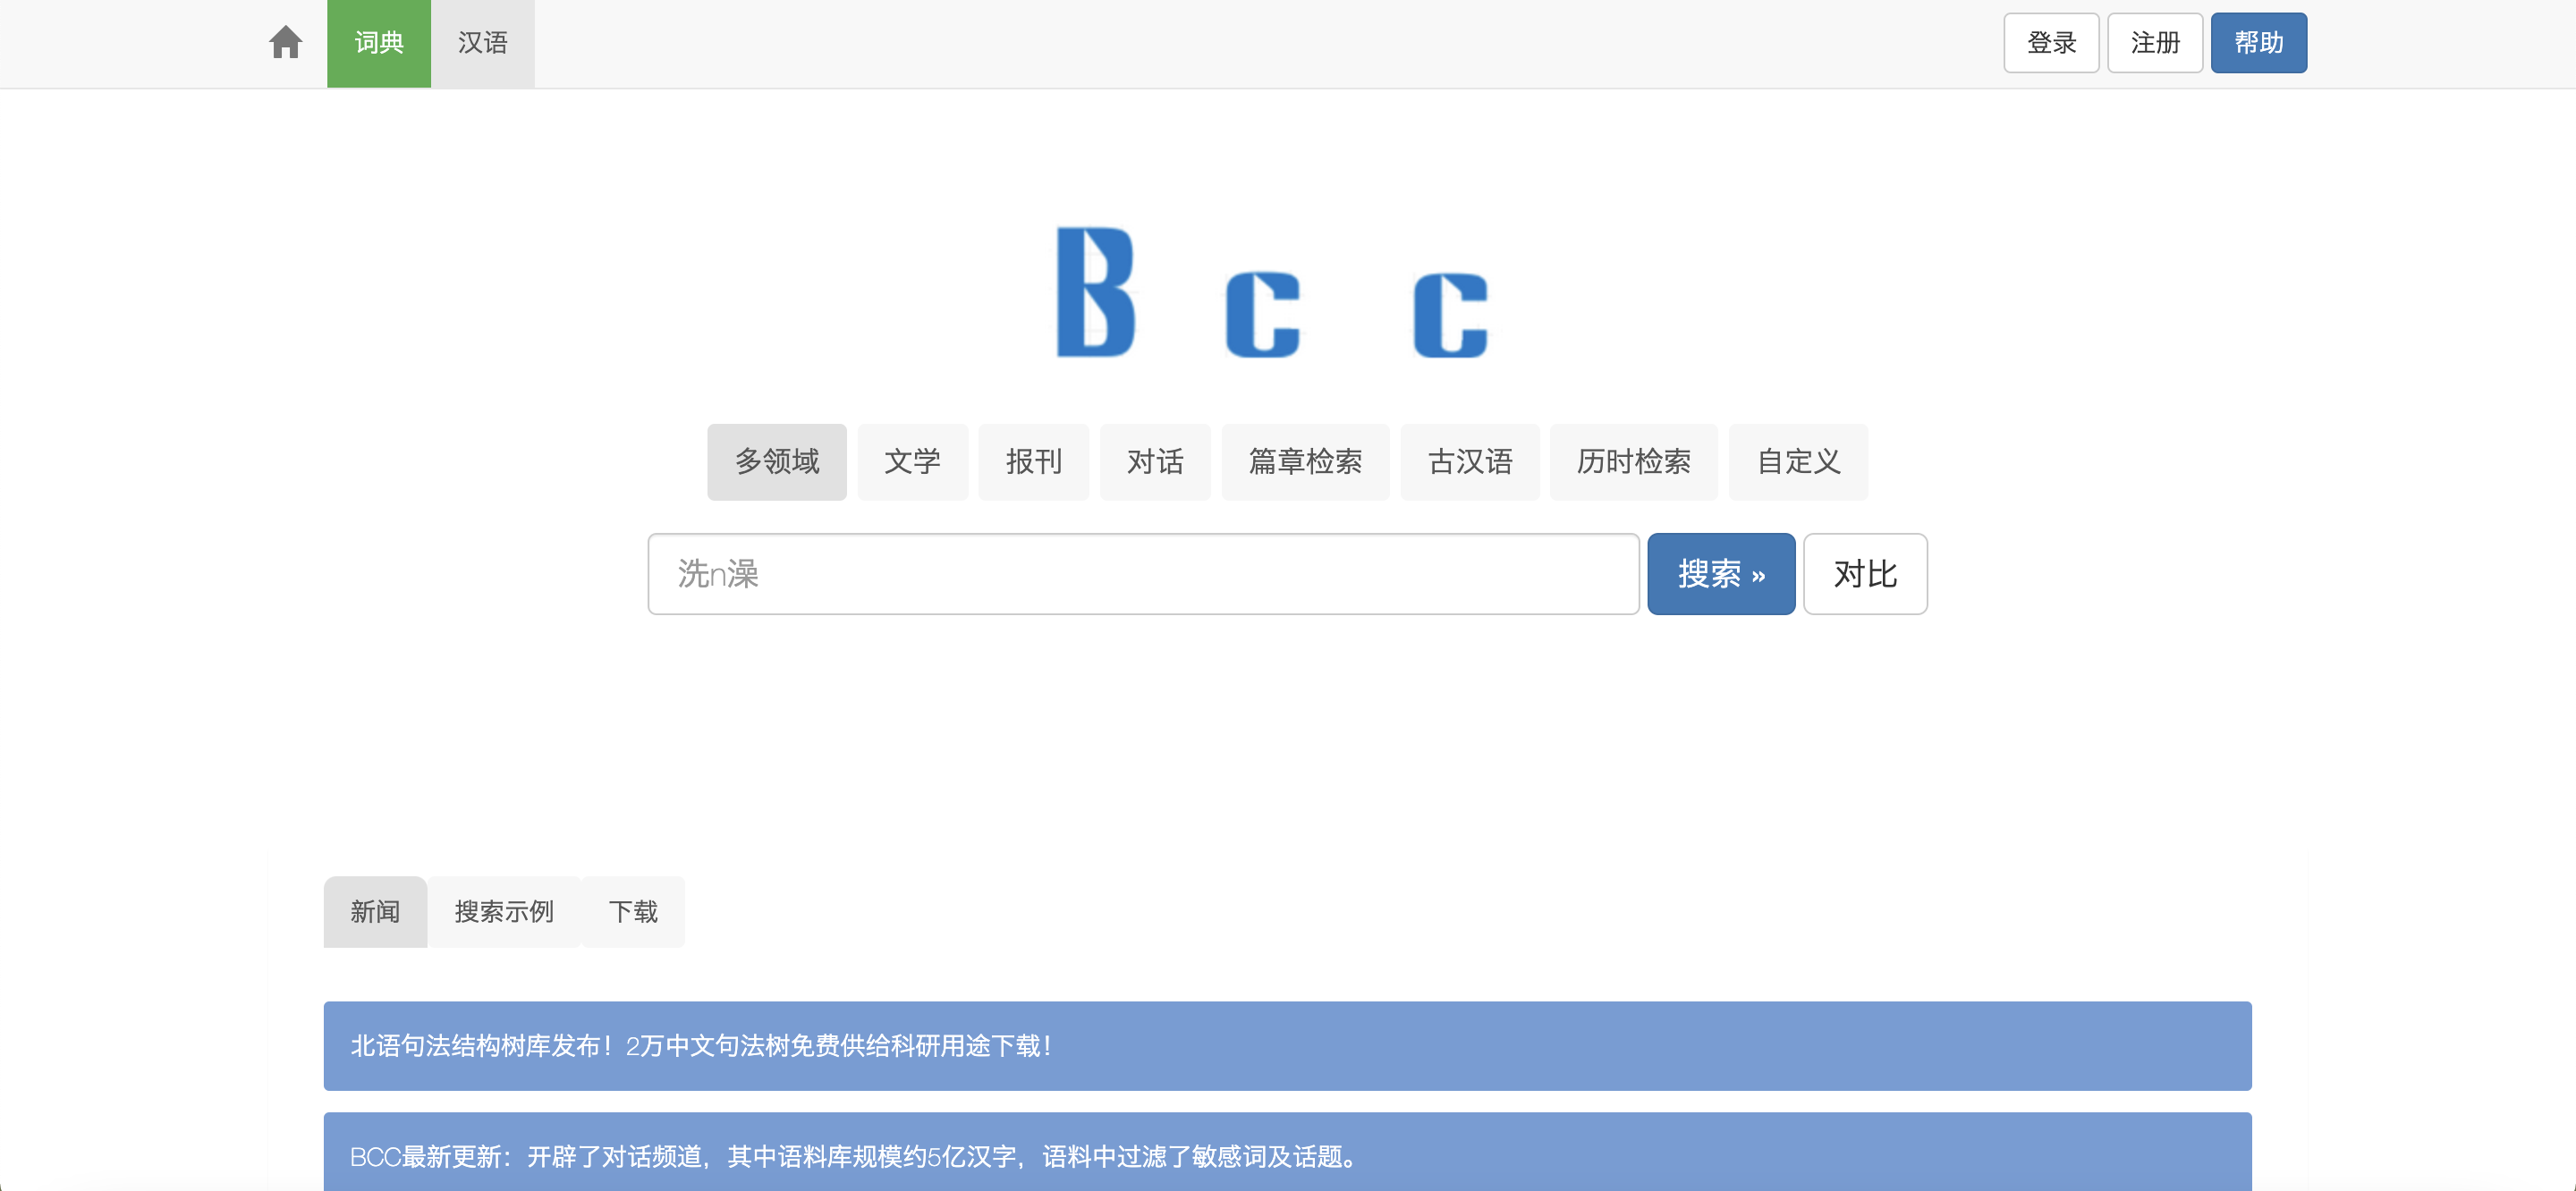 词典 汉语 登录 注册 帮助
Bcc
多领域 文学 报刊 对话 篇章检索 古汉语 历时检索 自定义
洗n澡 搜索 » 对比
新闻 搜索示例 下载
北语句法结构树库发布！2万中文句法树免费供给科研用途下载！
BCC最新更新：开辟了对话频道，其中语料库规模约5亿汉字，语料中过滤了敏感词及话题。